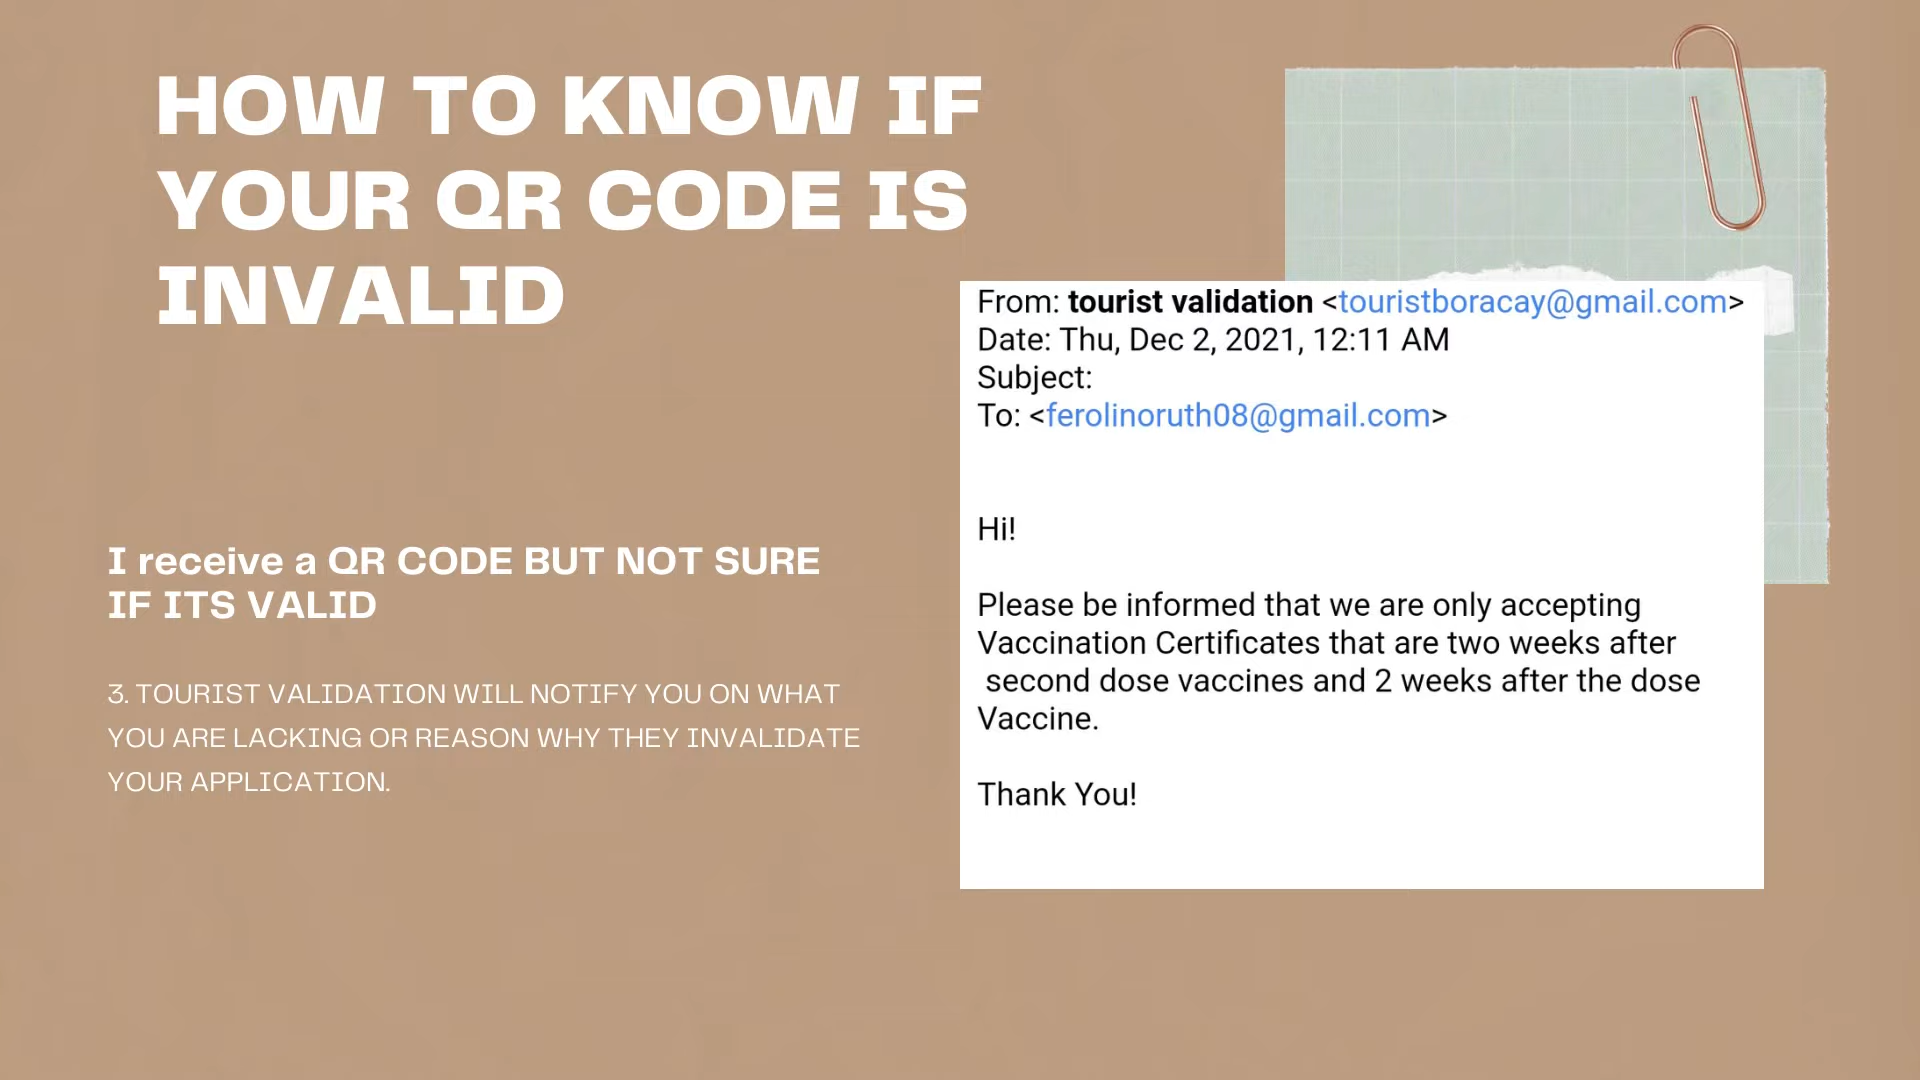 HOW TO KNOW IF
YOUR QR CODE IS
INVALID
I receive a QR CODE BUT NOT SURE
IF ITS VALID
3. TOURIST VALIDATION WILL NOTIFY YOU ON WHAT
YOU ARE LACKING OR REASON WHY THEY INVALIDATE
YOUR APPLICATION.
From: tourist validation <touristboracay@gmail.com>
Date: Thu, Dec 2, 2021, 12:11 AM
Subject:
To: <ferolinoruth08@gmail.com>
Hi!
Please be informed that we are only accepting
Vaccination Certificates that are two weeks after
second dose vaccines and 2 weeks after the dose
Vaccine.
Thank You!